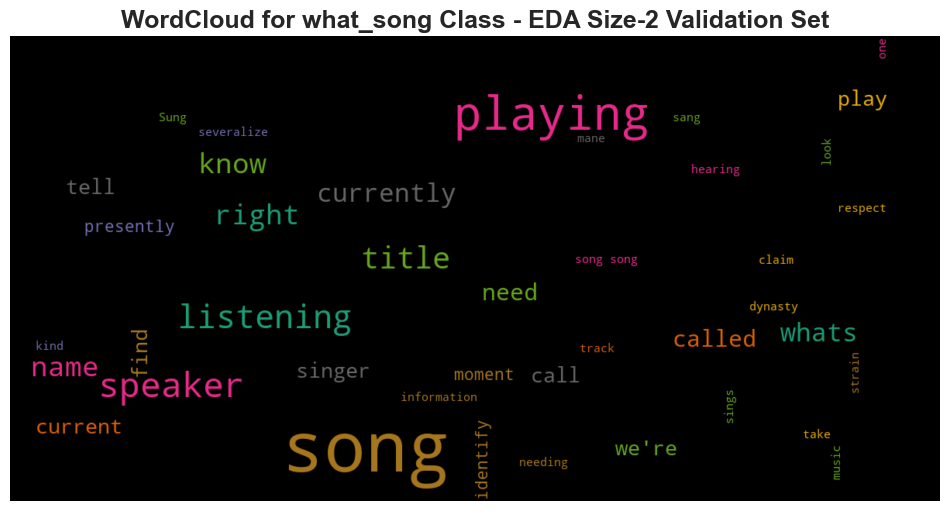 WordCloud for what_song Class - EDA Size-2 Validation Set
one
playing
play
Sung
sang
severalize
mane
look
know
hearing
tell
currently
right
respect
presently
title
song song
claim
need
dynasty
listening
whats
called
find
kind
track
name
singer
strain
speaker
moment
call
information
sings
current
song
identify
we're
take
needing
music